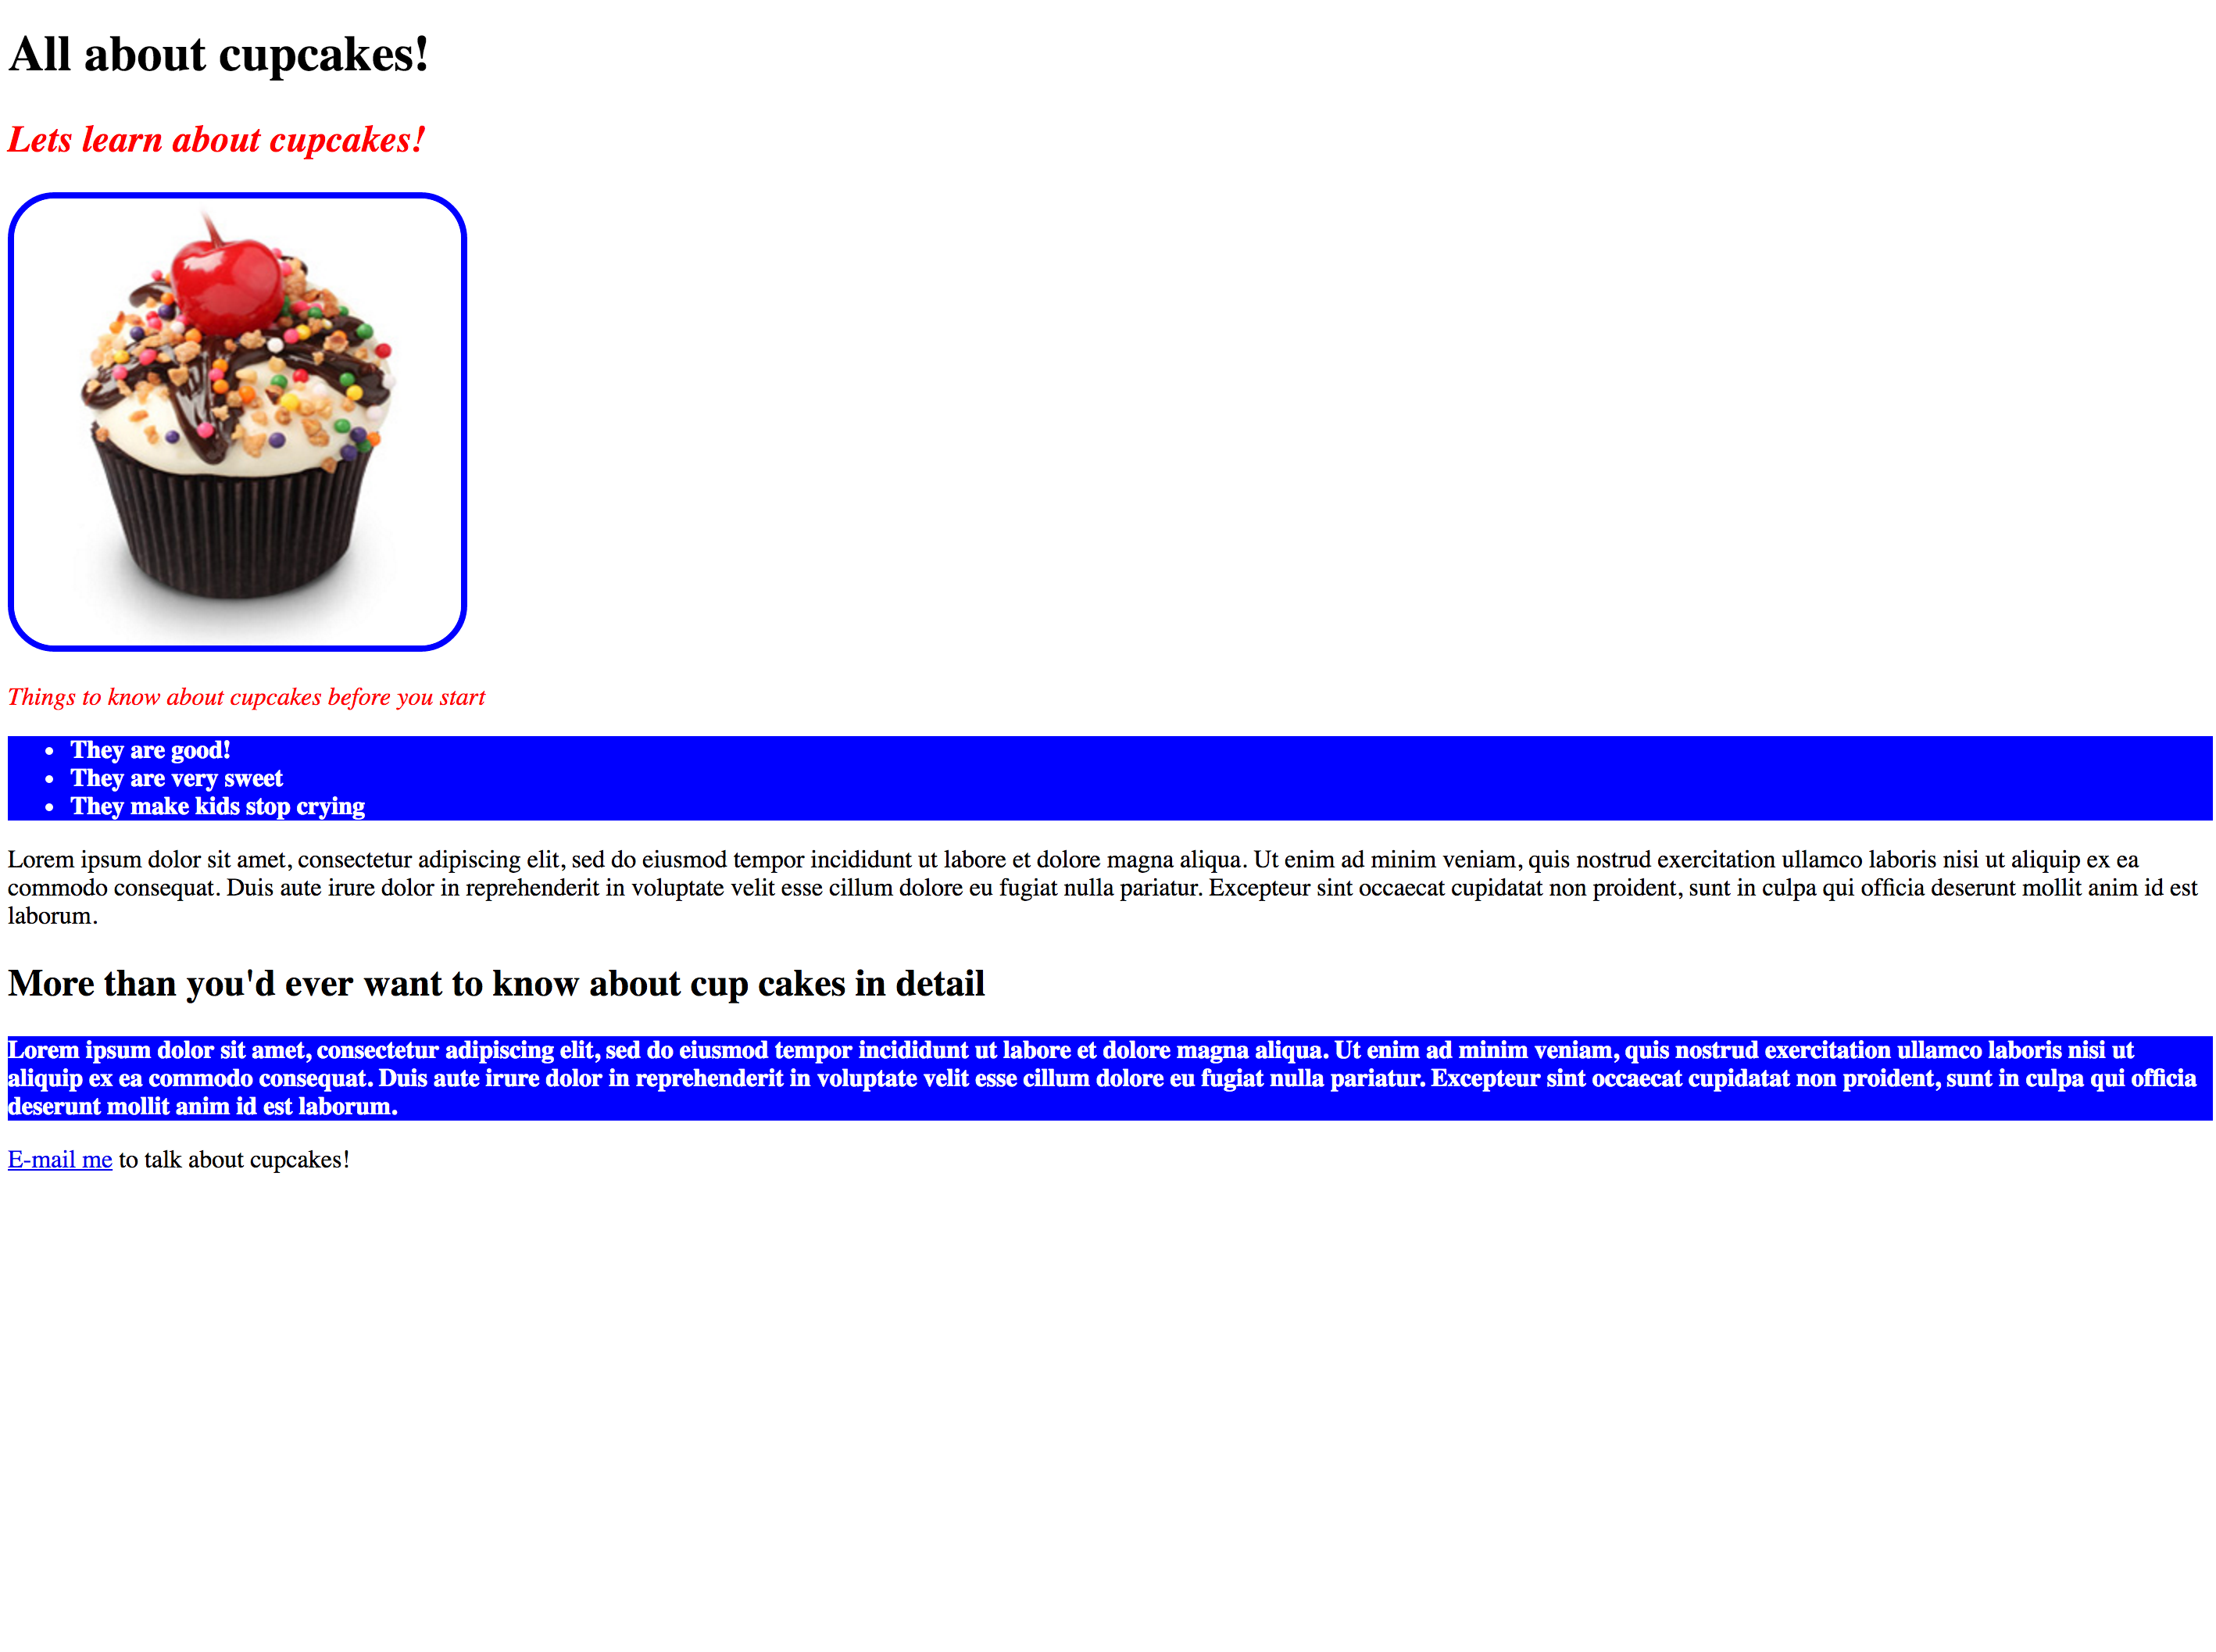 All about cupcakes!
Lets learn about cupcakes!
Things to know about cupcakes before you start
• They are good!
• They are very sweet
• They make kids stop crying
Lorem ipsum dolor sit amet, consectetur adipiscing elit, sed do eiusmod tempor incididunt ut labore et dolore magna aliqua. Ut enim ad minim veniam, quis nostrud exercitation ullamco laboris nisi ut aliquip ex ea
commodo consequat. Duis aute irure dolor in reprehenderit in voluptate velit esse cillum dolore eu fugiat nulla pariatur. Excepteur sint occaecat cupidatat non proident, sunt in culpa qui officia deserunt mollit anim id est
laborum.
More than you'd ever want to know about cup cakes in detail
Lorem ipsum dolor sit amet, consectetur adipiscing elit, sed do eiusmod tempor incididunt ut labore et dolore magna aliqua. Ut enim ad minim veniam, quis nostrud exercitation ullamco laboris nisi ut
aliquip ex ea commodo consequat. Duis aute irure dolor in reprehenderit in voluptate velit esse cillum dolore eu fugiat nulla pariatur. Excepteur sint occaecat cupidatat non proident, sunt in culpa qui officia
deserunt mollit anim id est laborum.
E-mail me to talk about cupcakes!